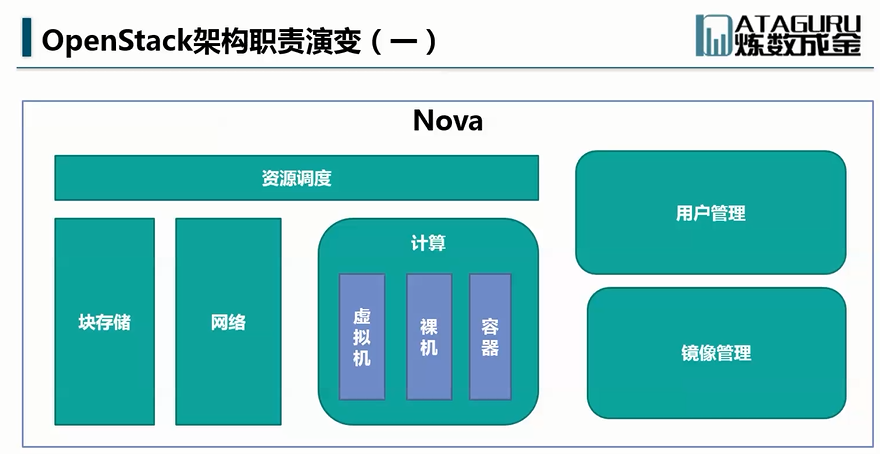 OpenStack架构职责演变（一）
DATAGURU
炼数成金
Nova
资源调度
块存储
网络
计算
虚拟机
裸机
容器
用户管理
镜像管理